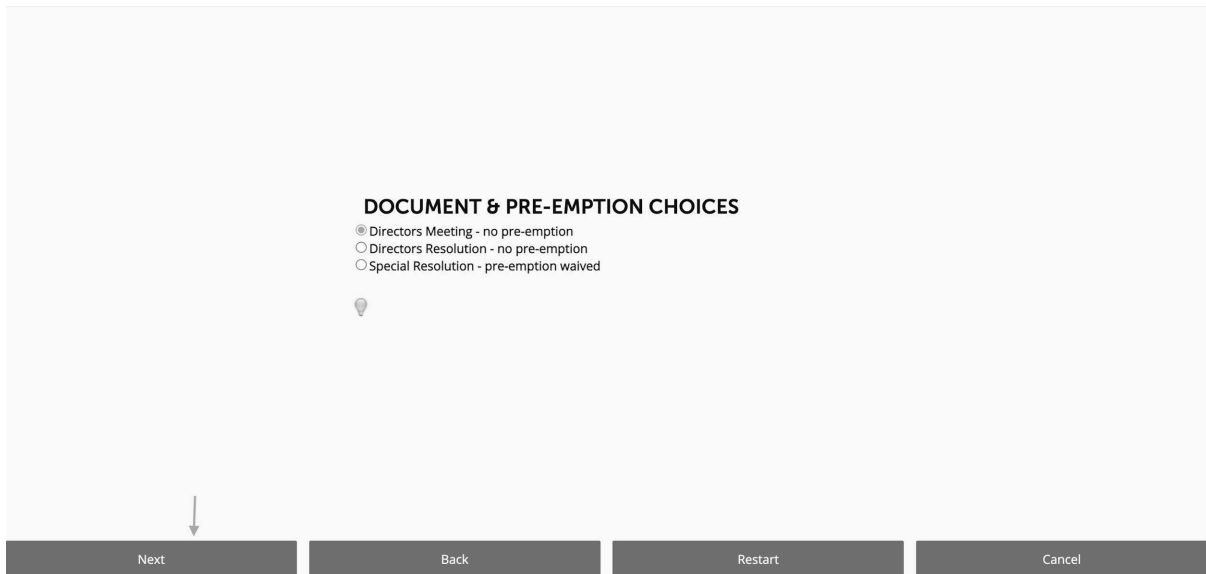 DOCUMENT & PRE-EMPTION CHOICES
Directors Meeting - no pre-emption
Directors Resolution - no pre-emption
Special Resolution - pre-emption waived
Next Back Restart Cancel